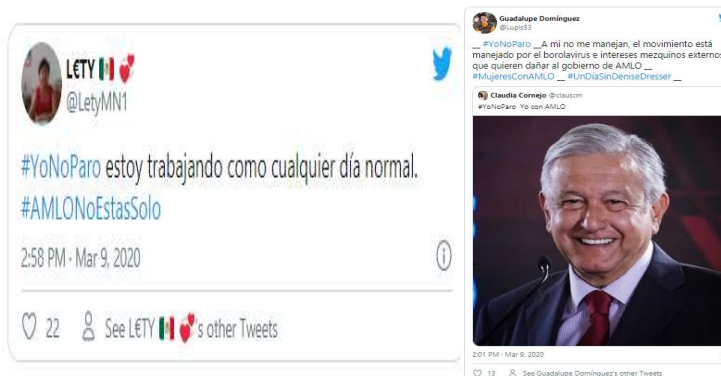 L€TY
@LetyMN1
#YoNoParo estoy trabajando como cualquier día normal.
#AMLONoEstasSolo
2:58 PM · Mar 9, 2020
22 See L€TY 's other Tweets
Guadalupe Domínguez
@Lupis53
__ #YoNoParo __A mi no me manejan, el movimiento está
manejado por el borolavirus e intereses mezquinos externos
que quieren dañar al gobierno de AMLO __
#MujeresConAMLO __ #UnDíaSinDeniseDresser __
Claudia Cornejo @clauscm
#YoNoParo Yo con AMLO
2:01 PM · Mar 9, 2020
13 See Guadalupe Domínguez's other Tweets